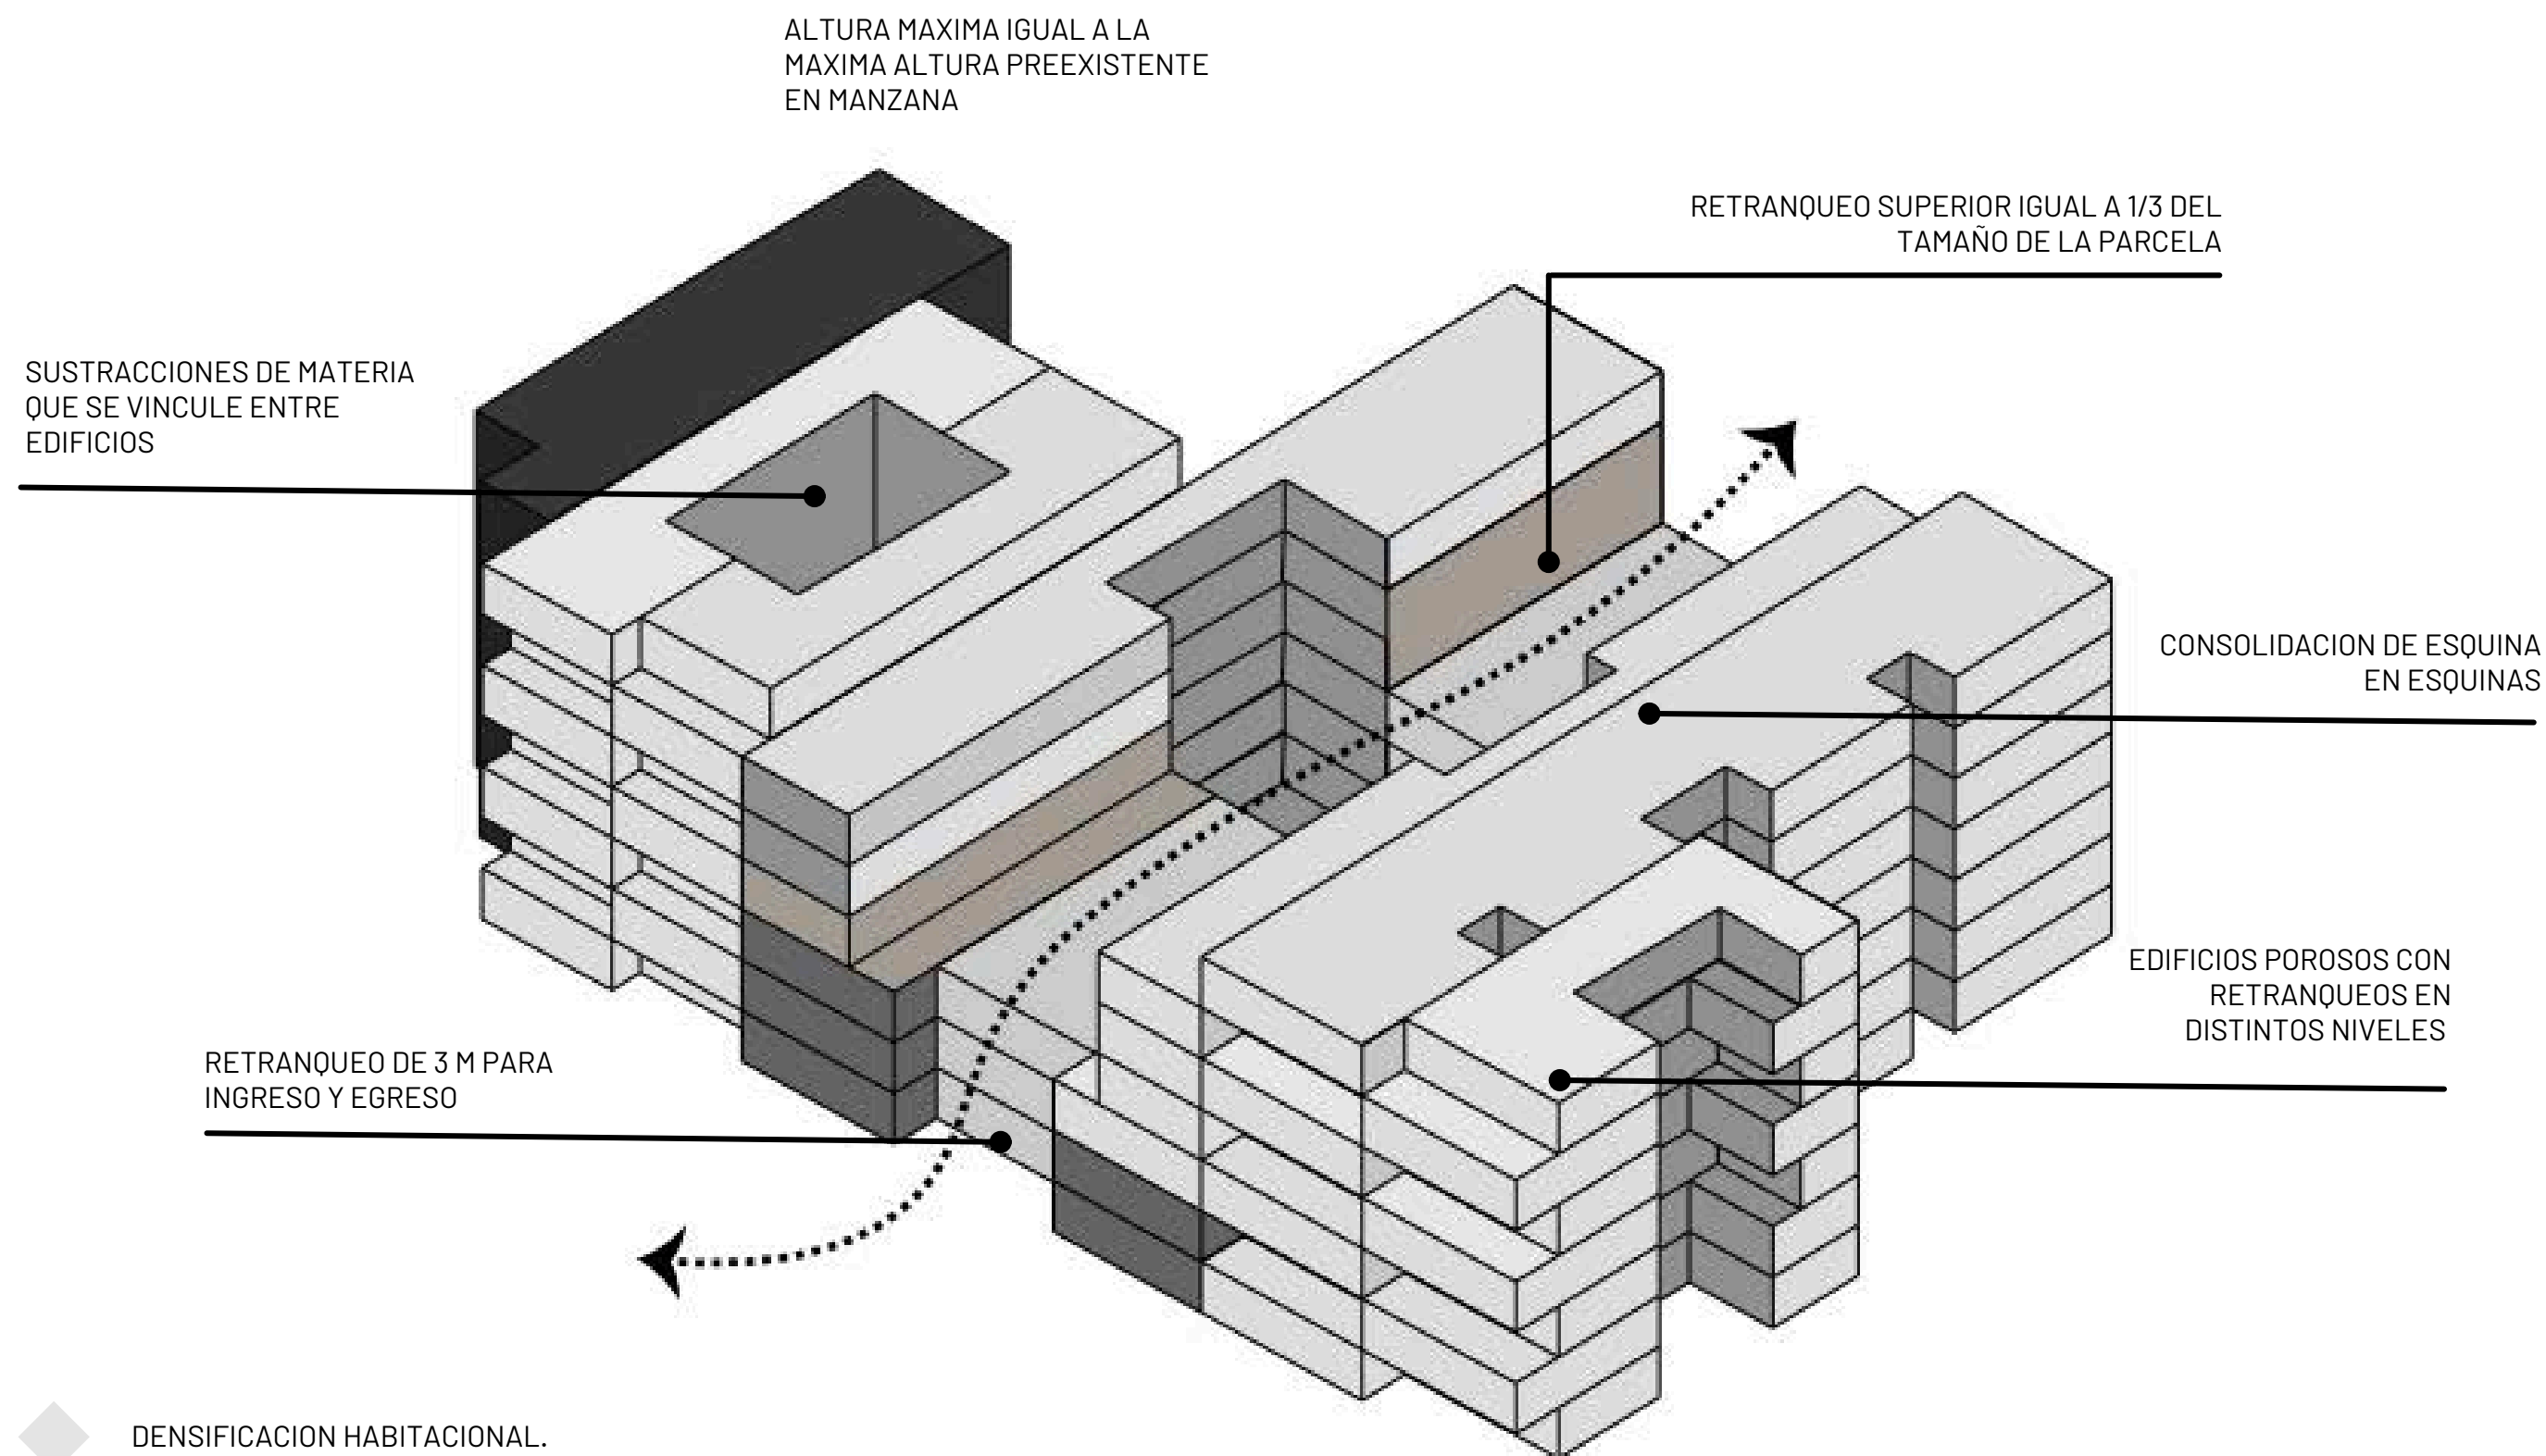 ALTURA MAXIMA IGUAL A LA
MAXIMA ALTURA PREEXISTENTE
EN MANZANA
RETRANQUEO SUPERIOR IGUAL A 1/3 DEL
TAMAÑO DE LA PARCELA
SUSTRACCIONES DE MATERIA
QUE SE VINCULE ENTRE
EDIFICIOS
CONSOLIDACION DE ESQUINA
EN ESQUINAS
EDIFICIOS POROSOS CON
RETRANQUEOS EN
DISTINTOS NIVELES
RETRANQUEO DE 3 M PARA
INGRESO Y EGRESO
DENSIFICACION HABITACIONAL.